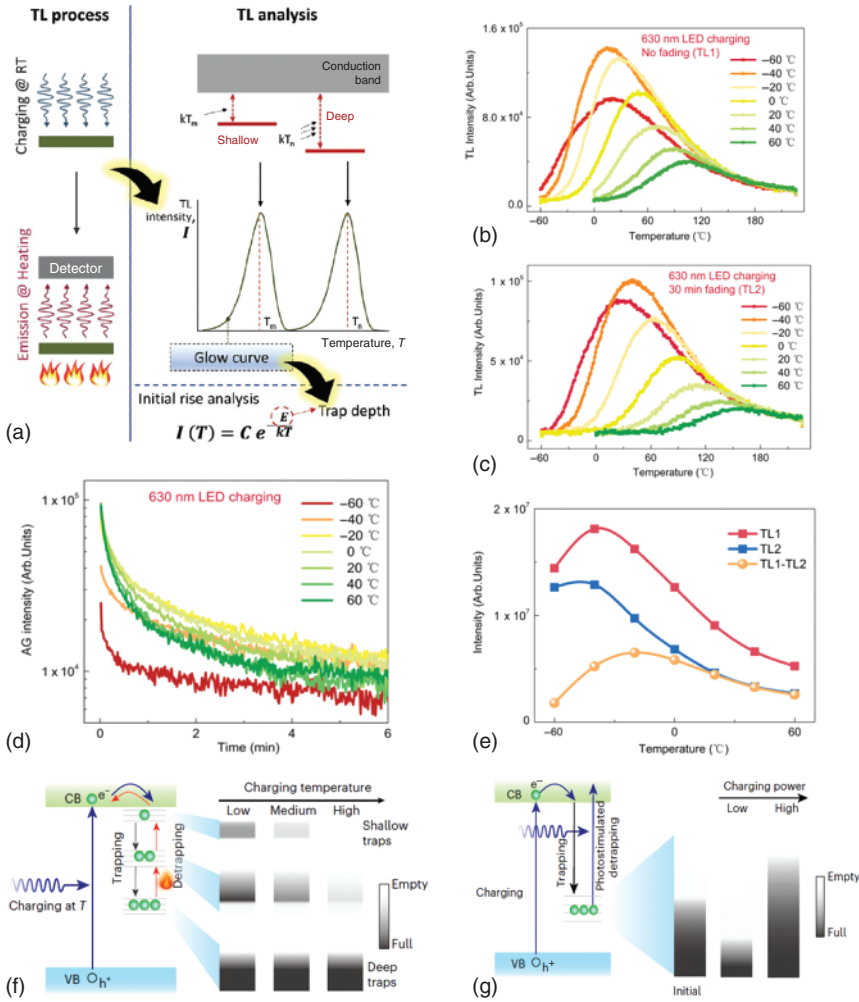 TL process
TL analysis
Charging @ RT
Conduction
band
kTₘ
Shallow
Deep
kTₙ
TL
intensity,
I
Tₘ
Tₙ
Temperature, T
Detector
Emission @ Heating
Glow curve
Initial rise analysis
Trap depth
I (T) = C e^-E/kT
(a)
1.6 x 10⁵
8.0 x 10⁴
0.0
TL Intensity (Arb.Units)
630 nm LED charging
No fading (TL1)
–60 ℃
–40 ℃
–20 ℃
0 ℃
20 ℃
40 ℃
60 ℃
–60 0 60 120 180
Temperature (℃)
(b)
1 x 10⁵
5 x 10⁴
0
TL Intensity (Arb.Units)
630 nm LED charging
30 min fading (TL2)
–60 ℃
–40 ℃
–20 ℃
0 ℃
20 ℃
40 ℃
60 ℃
–60 0 60 120 180
Temperature (℃)
(c)
1 x 10⁵
1 x 10⁴
AG intensity (Arb.Units)
630 nm LED charging
–60 ℃
–40 ℃
–20 ℃
0 ℃
20 ℃
40 ℃
60 ℃
0 2 4 6
Time (min)
(d)
2 x 10⁷
1 x 10⁷
0
Intensity (Arb.Units)
TL1
TL2
TL1-TL2
–60 0 60
Temperature (℃)
(e)
CB
e⁻
Trapping
Detrapping
Charging at T
VB
h⁺
Charging temperature
Low Medium High
Shallow
traps
Empty
Full
Deep
traps
(f)
CB
e⁻
Trapping
Photostimulated
detrapping
Charging
VB
h⁺
Charging power
Low High
Empty
Full
Initial
(g)